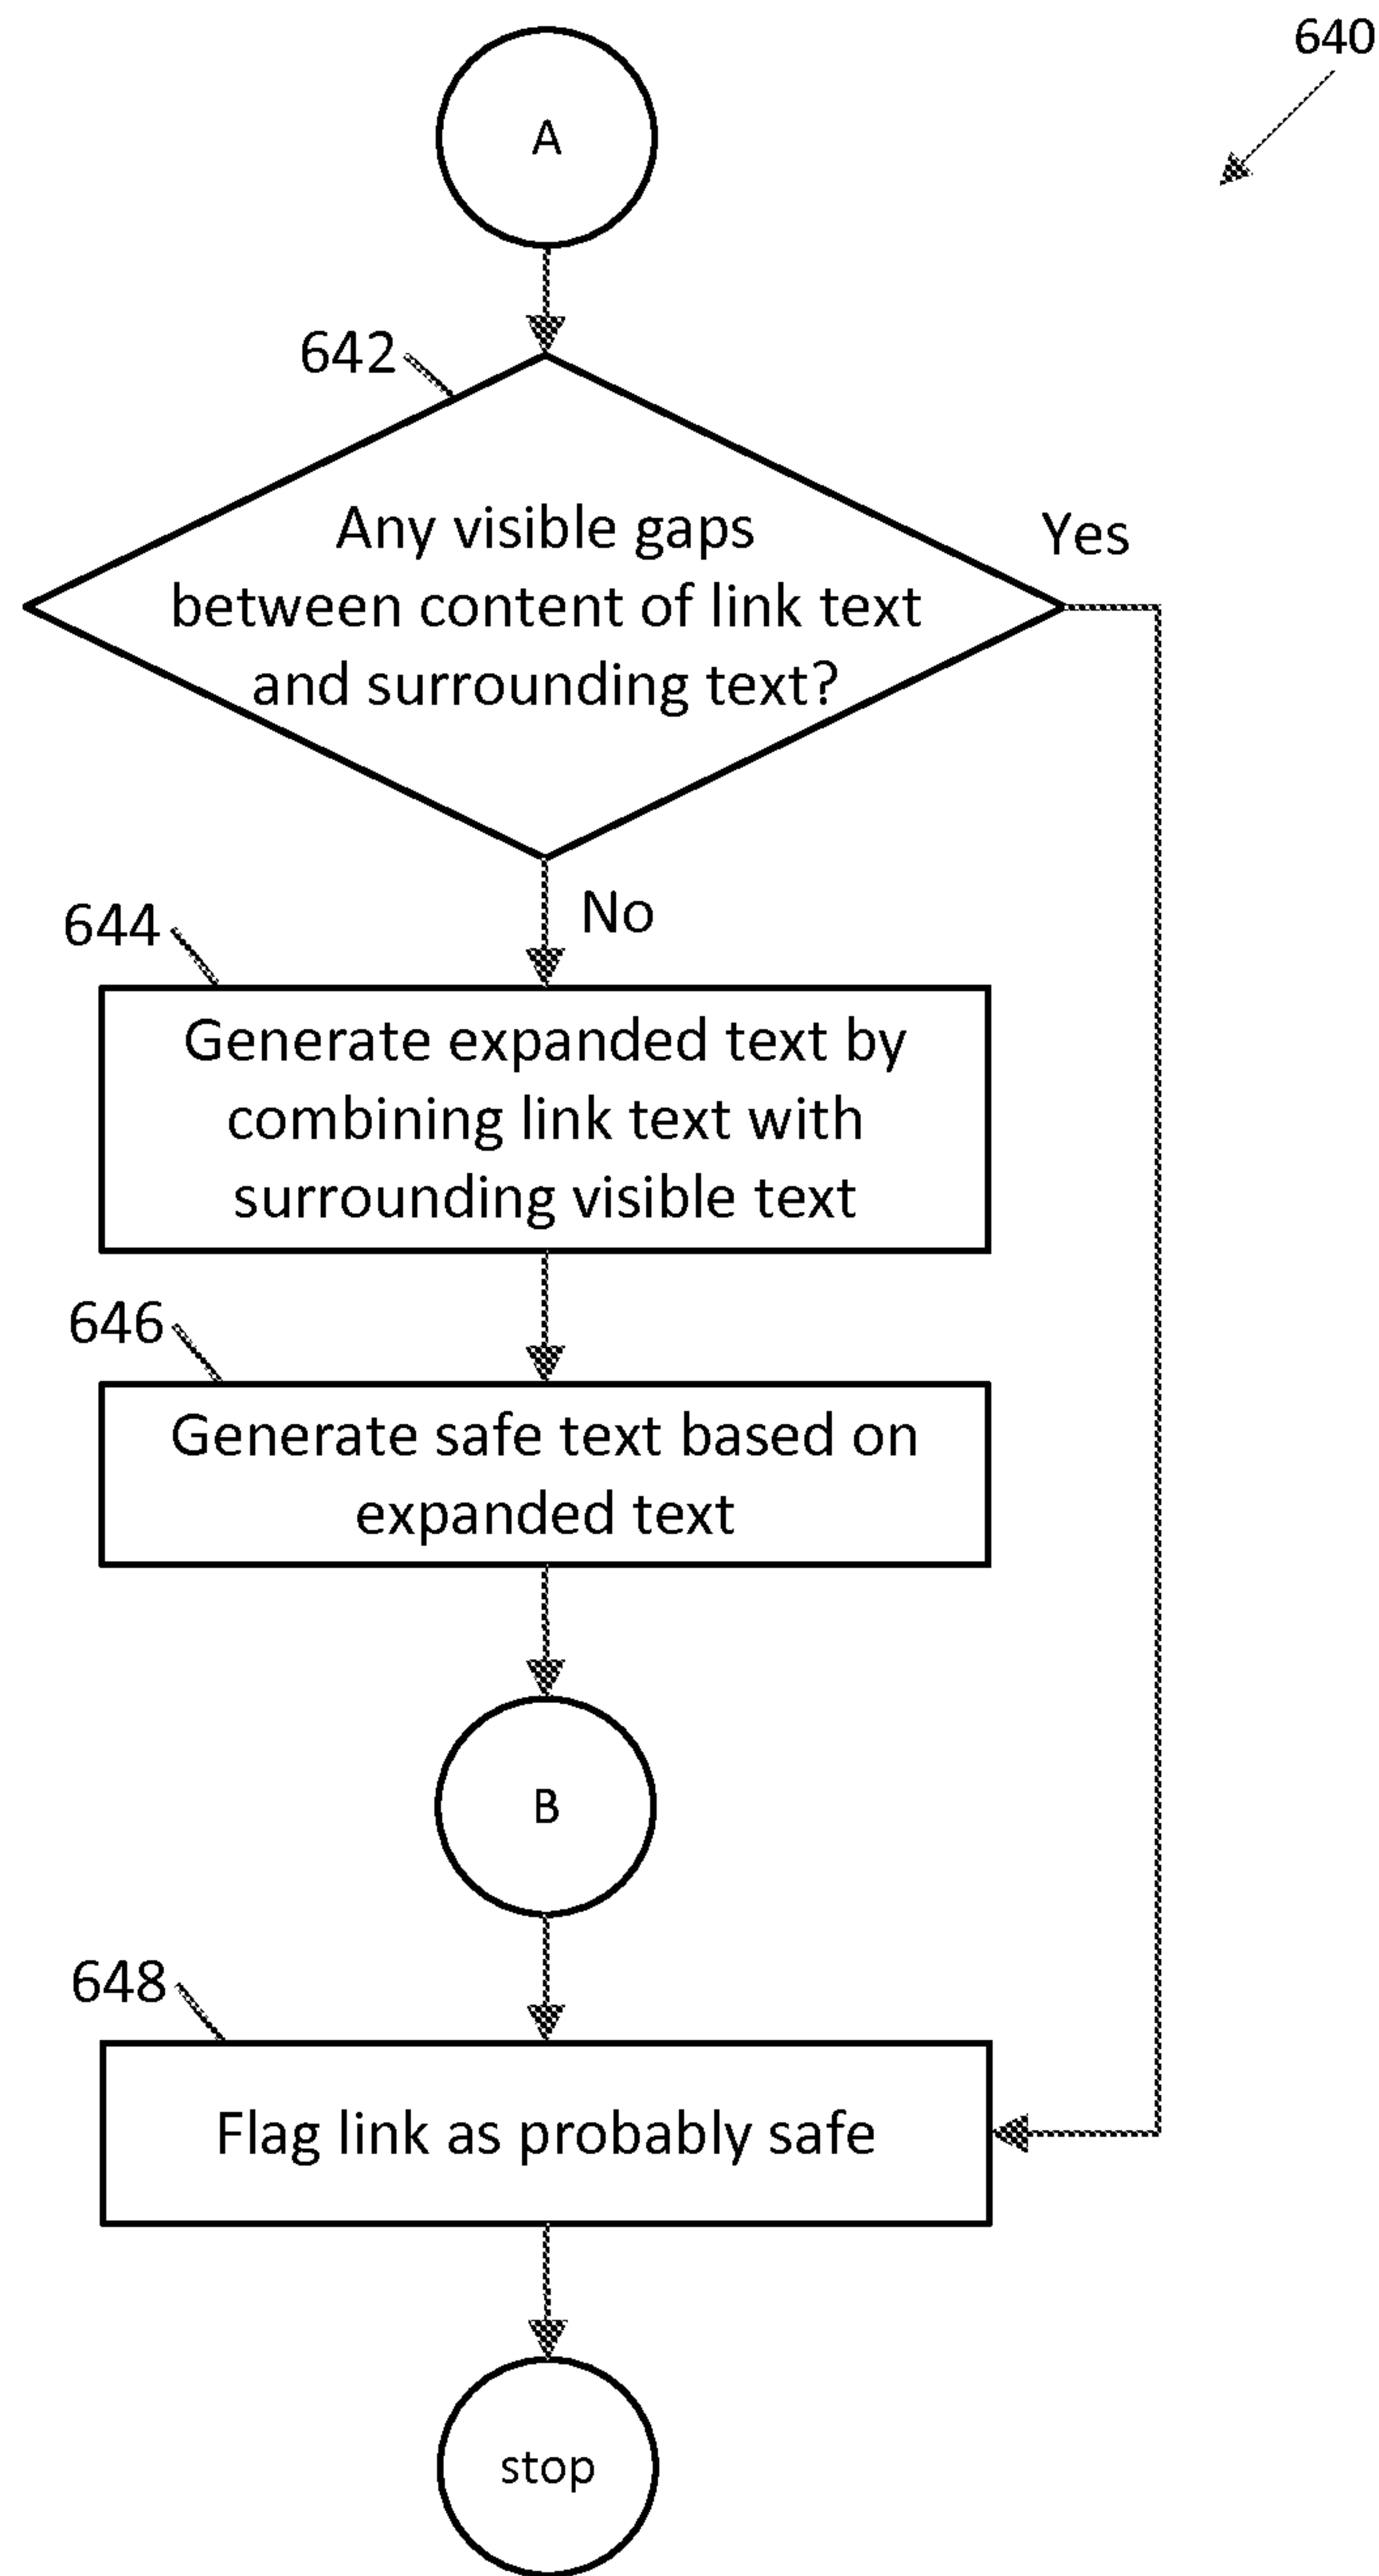 640
A
642
Any visible gaps
between content of link text
and surrounding text?
Yes
No
644
Generate expanded text by
combining link text with
surrounding visible text
646
Generate safe text based on
expanded text
B
648
Flag link as probably safe
stop